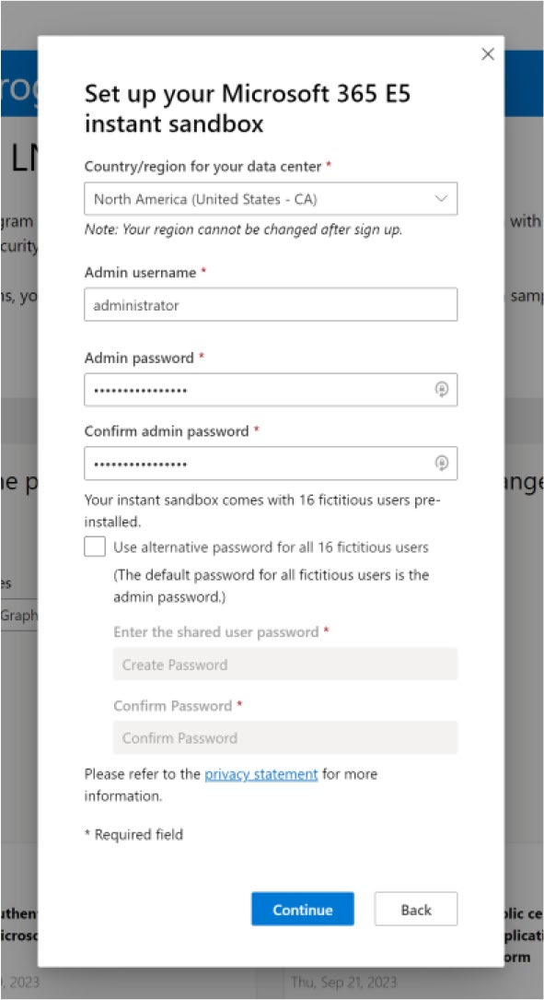 Set up your Microsoft 365 E5
instant sandbox
Country/region for your data center *
North America (United States - CA)
Note: Your region cannot be changed after sign up.
Admin username *
administrator
Admin password *
••••••••••••••••
Confirm admin password *
••••••••••••••••
Your instant sandbox comes with 16 fictitious users pre-
installed.
Use alternative password for all 16 fictitious users
(The default password for all fictitious users is the
admin password.)
Enter the shared user password *
Create Password
Confirm Password *
Confirm Password
Please refer to the privacy statement for more
information.
* Required field
Continue
Back
with
Graph
2023
Thu, Sep 21, 2023